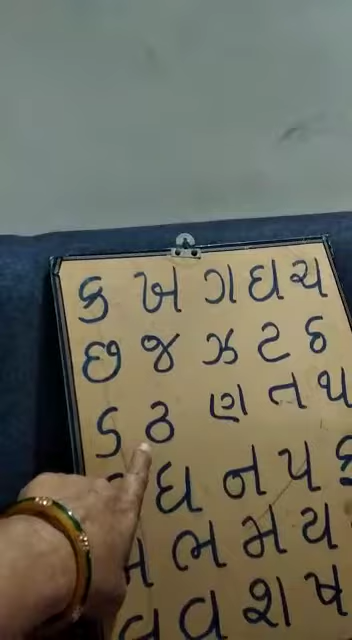 ક ખ ગ ઘ ચ
છ જ ઝ ટ ઠ
ડ ઢ ણ ત થ
ધ ન પ
ભ મ ય
વ શ ષ